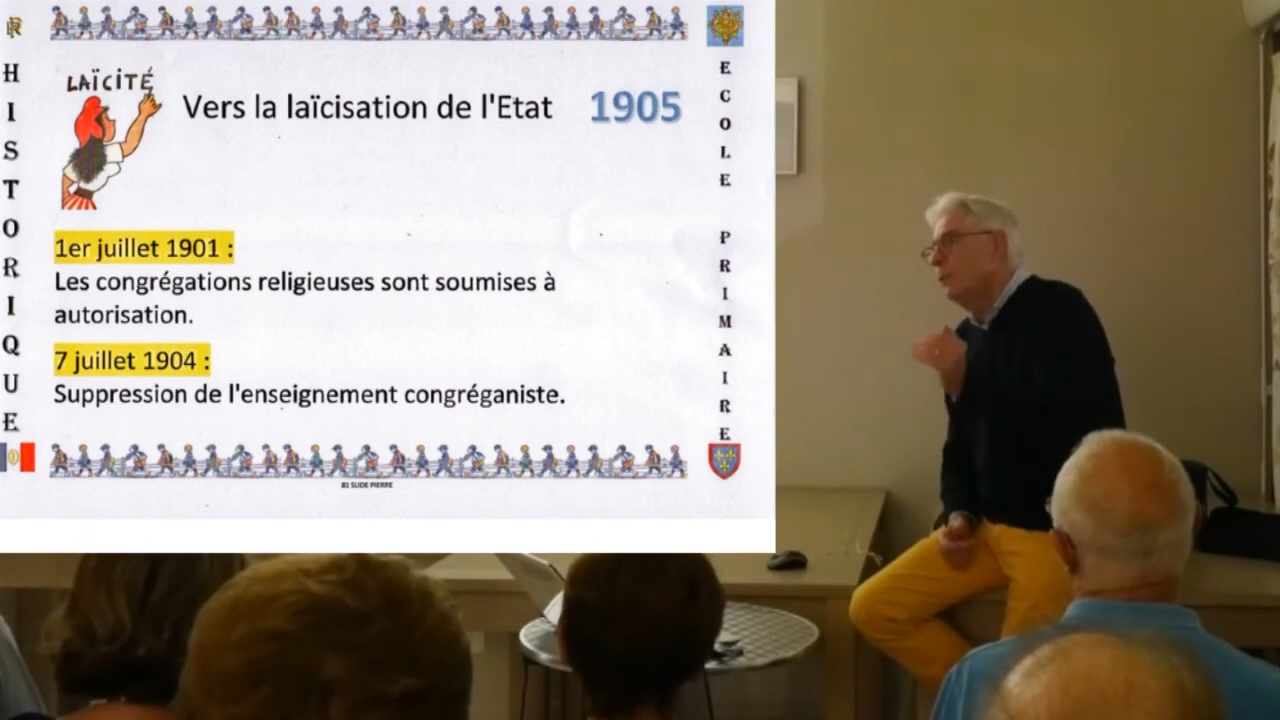 HISTORIQUE
LAÏCITÉ
Vers la laïcisation de l'Etat 1905
1er juillet 1901 :
Les congrégations religieuses sont soumises à
autorisation.
7 juillet 1904 :
Suppression de l'enseignement congréganiste.
ECOLE PRIMAIRE